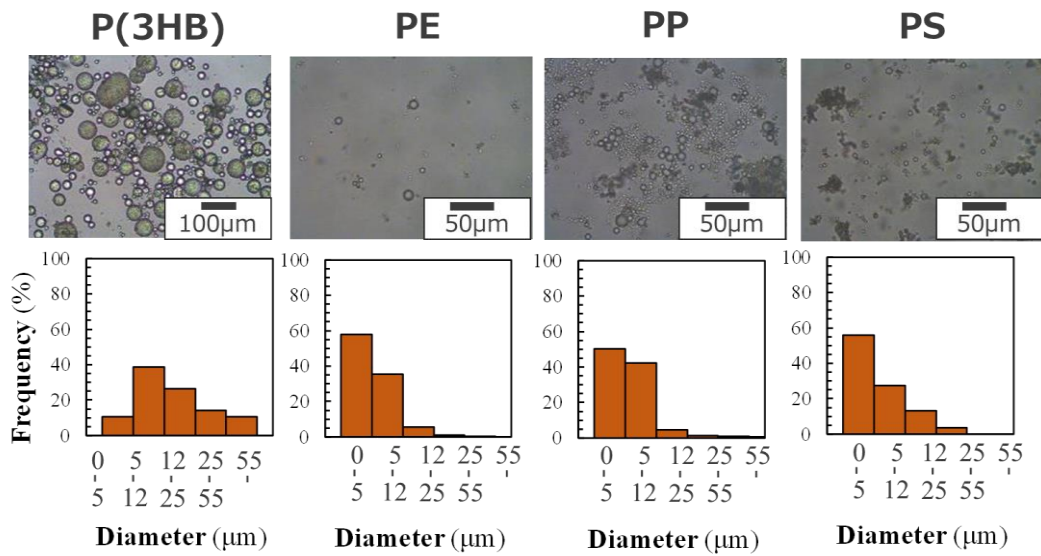 P(3HB) PE PP PS
100μm 50μm 50μm 50μm
100 100 100 100
80 80 80 80
60 60 60 60
40 40 40 40
20 20 20 20
0 0 0 0
Frequency (%)
0 5 12 25 55 0 5 12 25 55 0 5 12 25 55 0 5 12 25 55
- - - - - - - - - - - - - - - -
5 12 25 55 5 12 25 55 5 12 25 55 5 12 25 55
Diameter (μm) Diameter (μm) Diameter (μm) Diameter (μm)